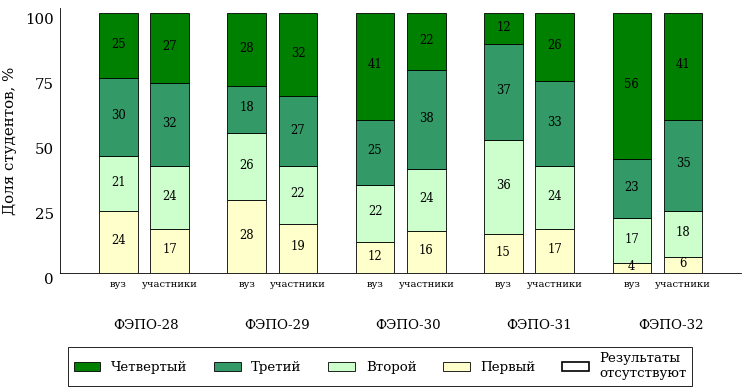 Доля студентов, %
100
75
50
25
0
25 27 28 32 41 22 12 26 56 41
30 32 18 27 25 38 37 33 23 35
21 24 26 22 22 24 36 24 17 18
24 17 28 19 12 16 15 17 4 6
вуз участники вуз участники вуз участники вуз участники вуз участники
ФЭПО-28 ФЭПО-29 ФЭПО-30 ФЭПО-31 ФЭПО-32
Четвертый Третий Второй Первый Результаты
отсутствуют